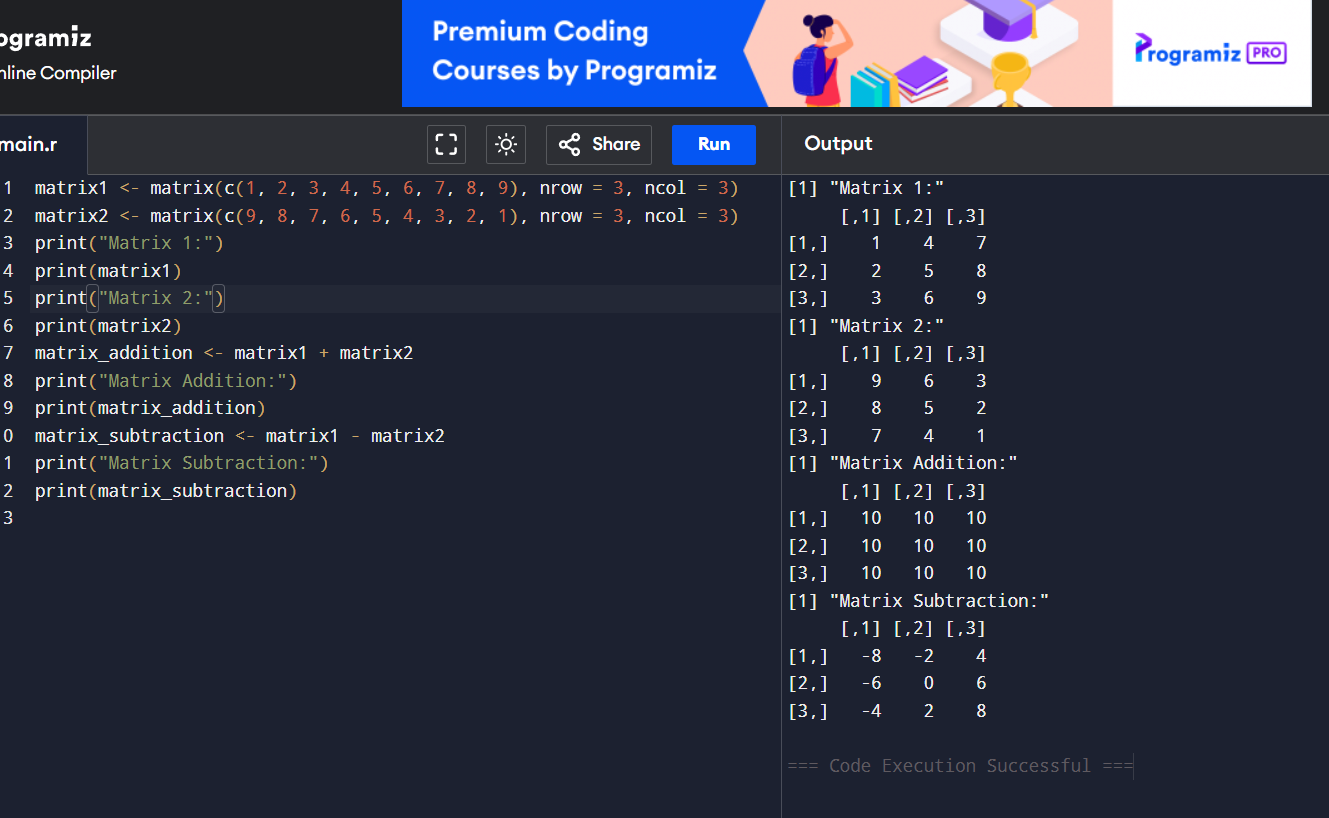 ogramiz
nline Compiler
Premium Coding
Courses by Programiz
Programiz PRO
main.r
Share
Run
Output
1 matrix1 <- matrix(c(1, 2, 3, 4, 5, 6, 7, 8, 9), nrow = 3, ncol = 3)
2 matrix2 <- matrix(c(9, 8, 7, 6, 5, 4, 3, 2, 1), nrow = 3, ncol = 3)
3 print("Matrix 1:")
4 print(matrix1)
5 print("Matrix 2:")
6 print(matrix2)
7 matrix_addition <- matrix1 + matrix2
8 print("Matrix Addition:")
9 print(matrix_addition)
0 matrix_subtraction <- matrix1 - matrix2
1 print("Matrix Subtraction:")
2 print(matrix_subtraction)
3
[1] "Matrix 1:"
     [,1] [,2] [,3]
[1,]    1    4    7
[2,]    2    5    8
[3,]    3    6    9
[1] "Matrix 2:"
     [,1] [,2] [,3]
[1,]    9    6    3
[2,]    8    5    2
[3,]    7    4    1
[1] "Matrix Addition:"
     [,1] [,2] [,3]
[1,]   10   10   10
[2,]   10   10   10
[3,]   10   10   10
[1] "Matrix Subtraction:"
     [,1] [,2] [,3]
[1,]   -8   -2    4
[2,]   -6    0    6
[3,]   -4    2    8
=== Code Execution Successful ===